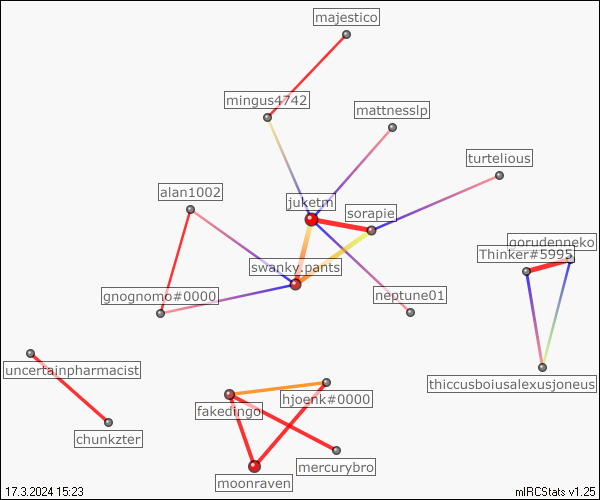 majestico
mingus4742
mattnesslp
turtelious
alan1002
juketm
sorapie
gorudenneko
Thinker#5995
swanky.pants
gnognomo#0000
neptune01
uncertainpharmacist
thiccusboiusalexusjoneus
hjoenk#0000
fakedingo
chunkzter
mercurybro
moonraven
17.3.2024 15:23
mIRCStats v1.25